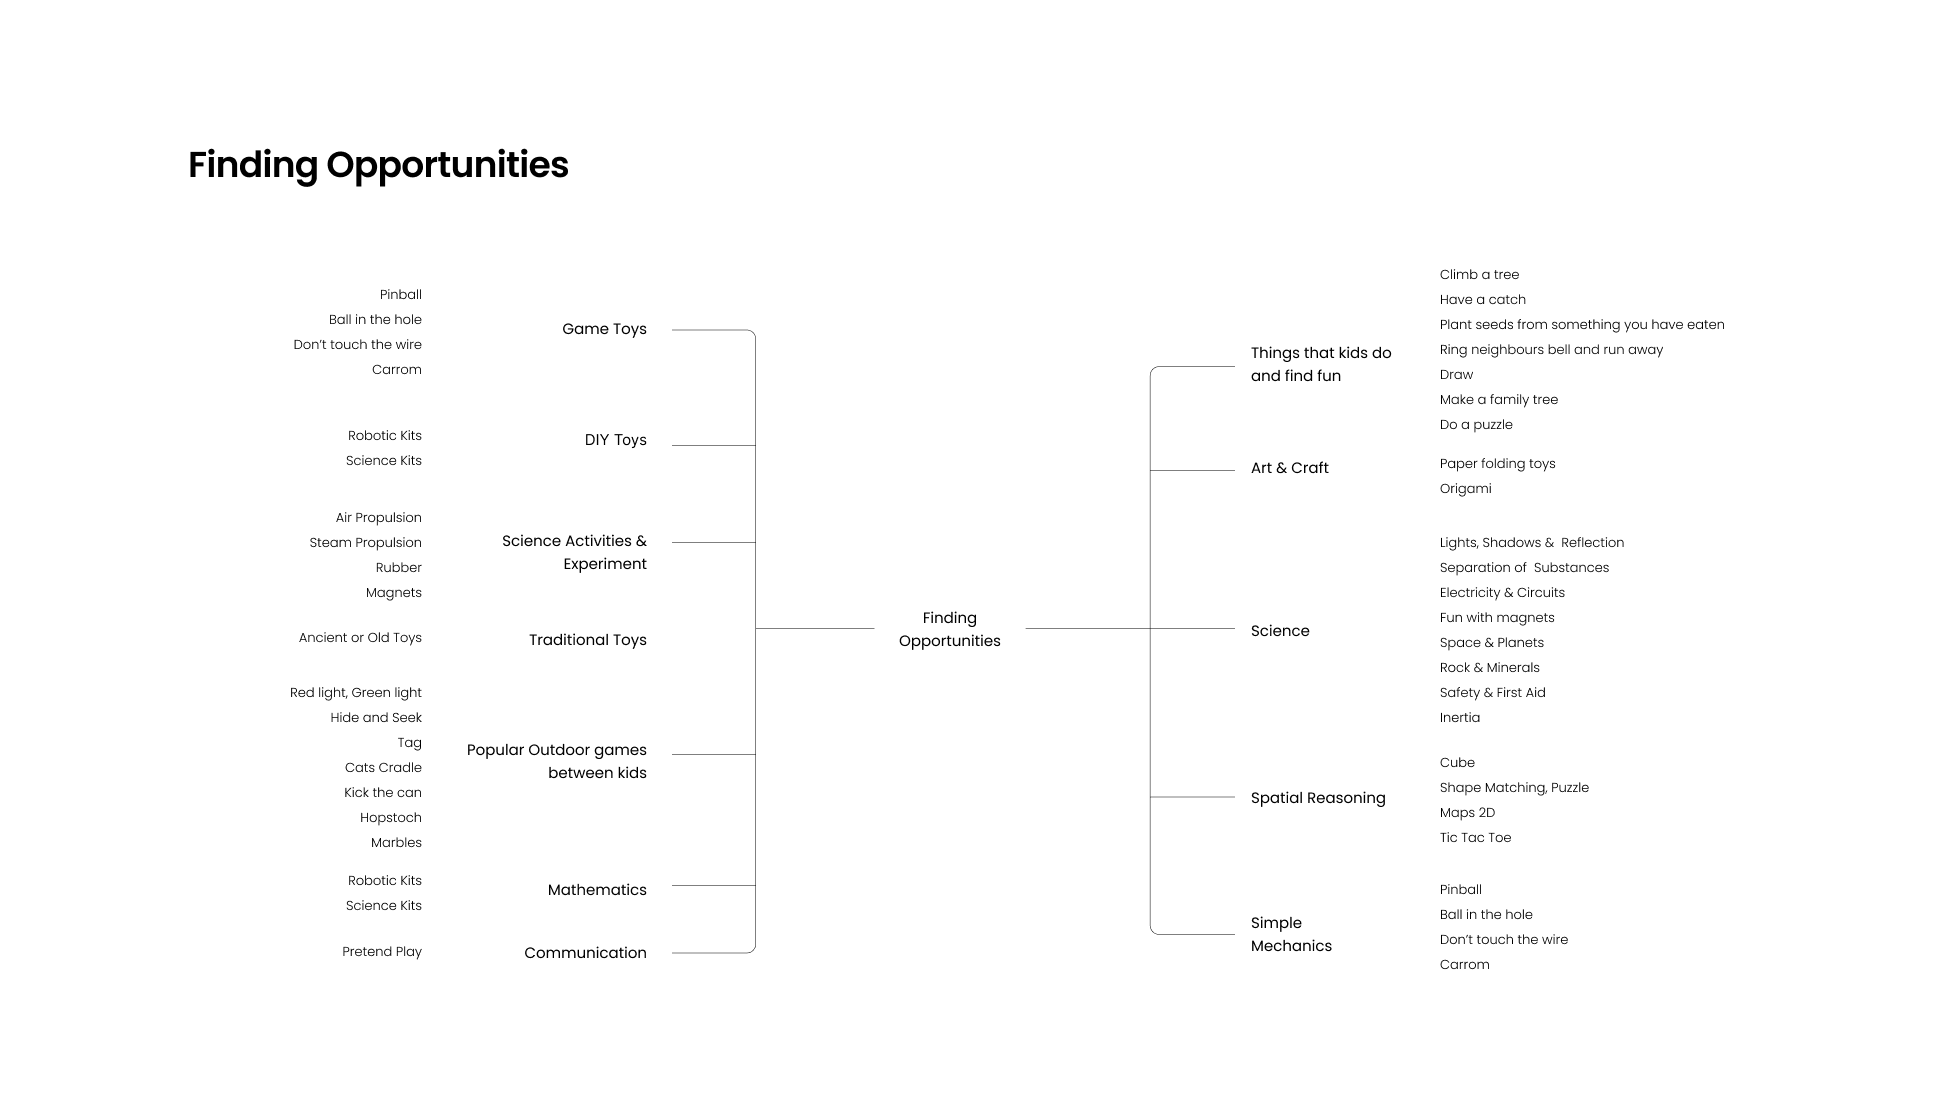 Finding Opportunities
Pinball
Ball in the hole
Don't touch the wire
Carrom
Game Toys
Robotic Kits
Science Kits
DIY Toys
Air Propulsion
Steam Propulsion
Rubber
Magnets
Science Activities &
Experiment
Ancient or Old Toys
Traditional Toys
Red light, Green light
Hide and Seek
Tag
Cats Cradle
Kick the can
Hopstoch
Marbles
Popular Outdoor games
between kids
Robotic Kits
Science Kits
Mathematics
Pretend Play
Communication
Finding
Opportunities
Things that kids do
and find fun
Climb a tree
Have a catch
Plant seeds from something you have eaten
Ring neighbours bell and run away
Draw
Make a family tree
Do a puzzle
Art & Craft
Paper folding toys
Origami
Science
Lights, Shadows &  Reflection
Separation of  Substances
Electricity & Circuits
Fun with magnets
Space & Planets
Rock & Minerals
Safety & First Aid
Inertia
Spatial Reasoning
Cube
Shape Matching, Puzzle
Maps 2D
Tic Tac Toe
Simple
Mechanics
Pinball
Ball in the hole
Don't touch the wire
Carrom